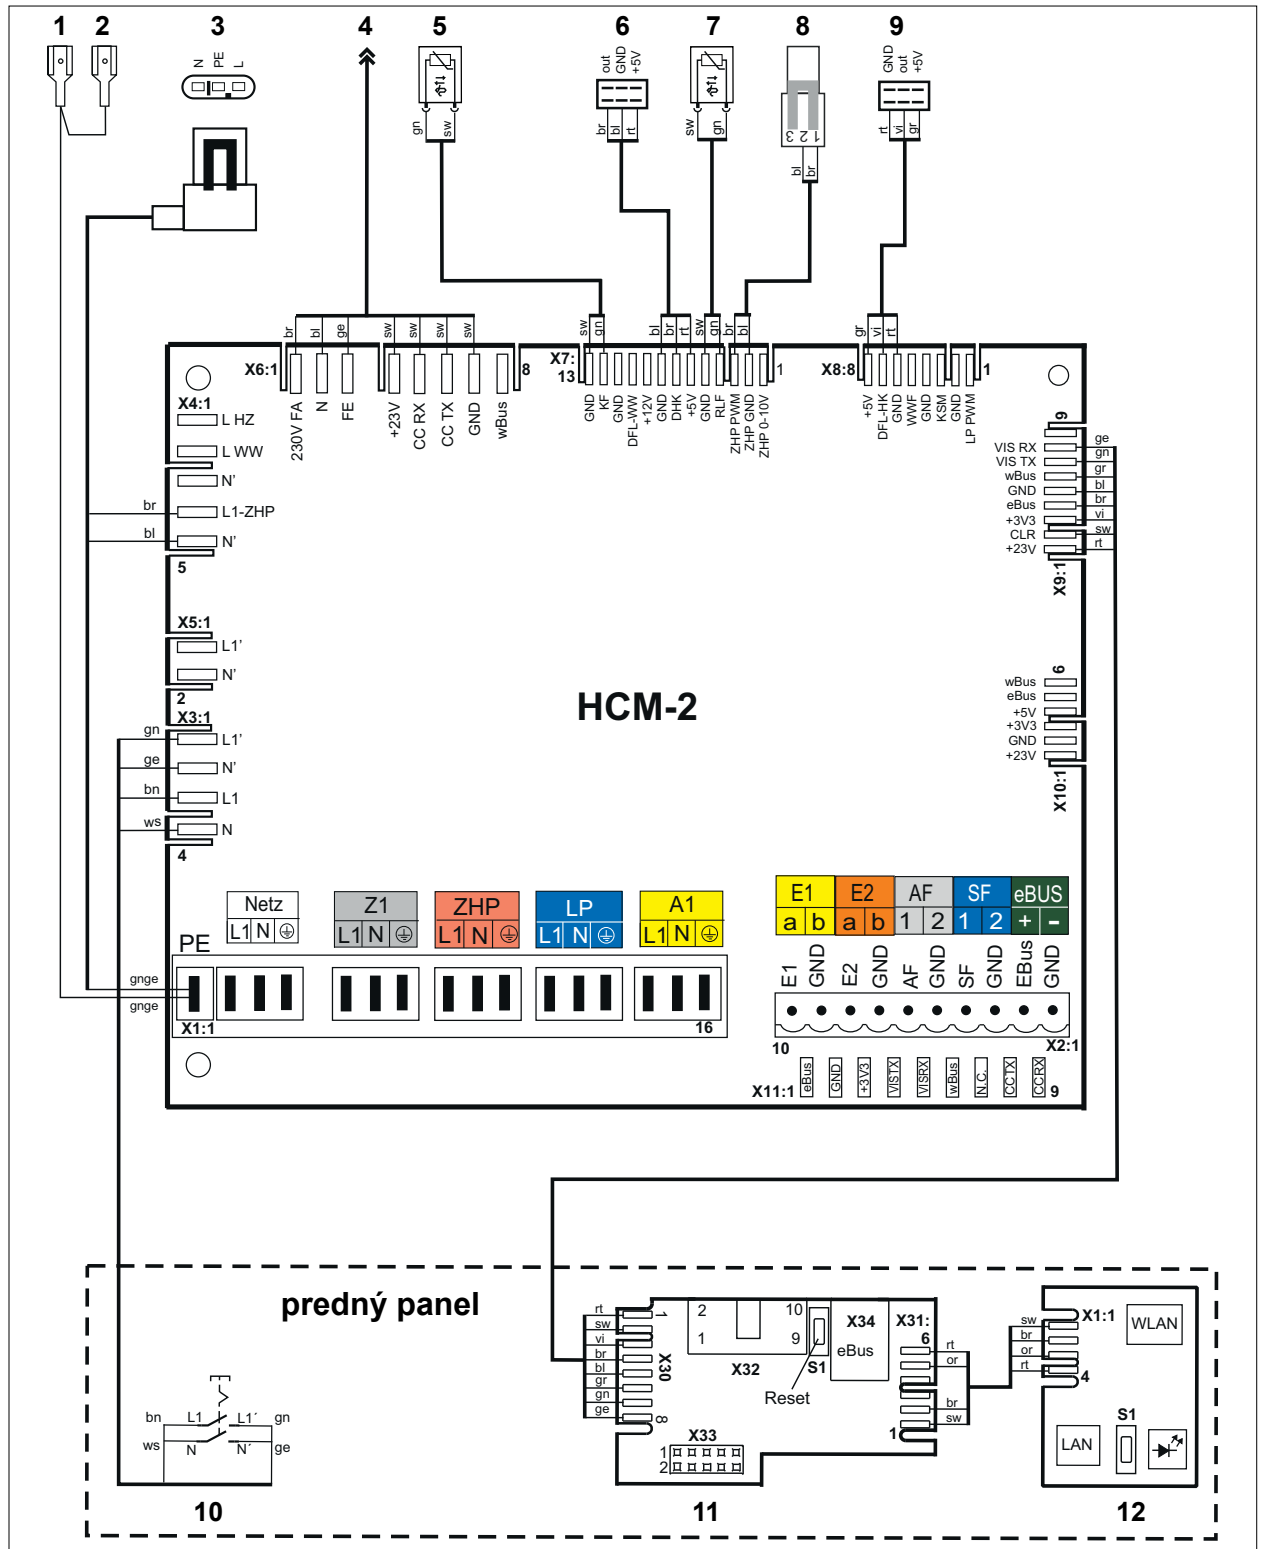 1 2 3 4 5 6 7 8 9
N PE L
out GND +5V
GND out +5V
gn sw
br bl rt
sw gn
3 2 1
bl br
rt vi gr
br bl ge sw sw sw sw
sw gn bl br rt sw gn br bl
gr vi rt
X6:1 8
X7:
13 1
X8:8 1
230V FA N FE +23V CC RX CC TX GND wBus
GND KF GND DFL-WW +12V GND DHK +5V GND RLF ZHP PWM ZHP GND ZHP 0-10V
+5V DFL-HK GND WWF GND KSM GND LP PWM
X4:1
L HZ
L WW
N'
br L1-ZHP
bl N'
5
X5:1
L1'
N'
2
X3:1
gn L1'
ge N'
bn L1
ws N
4
9
VIS RX ge
VIS TX gn
wBus gr
GND bl
eBus br
+3V3 vi
CLR sw
+23V rt
X9:1
6
wBus
eBus
+5V
+3V3
GND
+23V
X10:1
HCM-2
Netz Z1 ZHP LP A1
L1 N L1 N L1 N L1 N L1 N
PE
gnge
gnge
X1:1 16
E1 E2 AF SF eBUS
a b a b 1 2 1 2 + -
E1 GND E2 GND AF GND SF GND EBus GND
10 X2:1
X11:1 eBus GND +3V3 VISTX VISRX wBus N.C. CCTX CCRX 9
predný panel
bn L1 L1´ gn
ws N N´ ge
10
rt
sw
vi
br
bl
gr
gn
ge
1
X30
8
2 10
1 9
X32
S1
Reset
X34
eBus
X31:
6
rt
or
br
sw
1
X33
1
2
11
sw
br
or
rt
X1:1
4
WLAN
LAN
S1
12